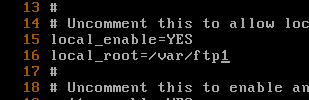 13 #
14 # Uncomment this to allow loc
15 local_enable=YES
16 local_root=/var/ftp1
17 #
18 # Uncomment this to enable an